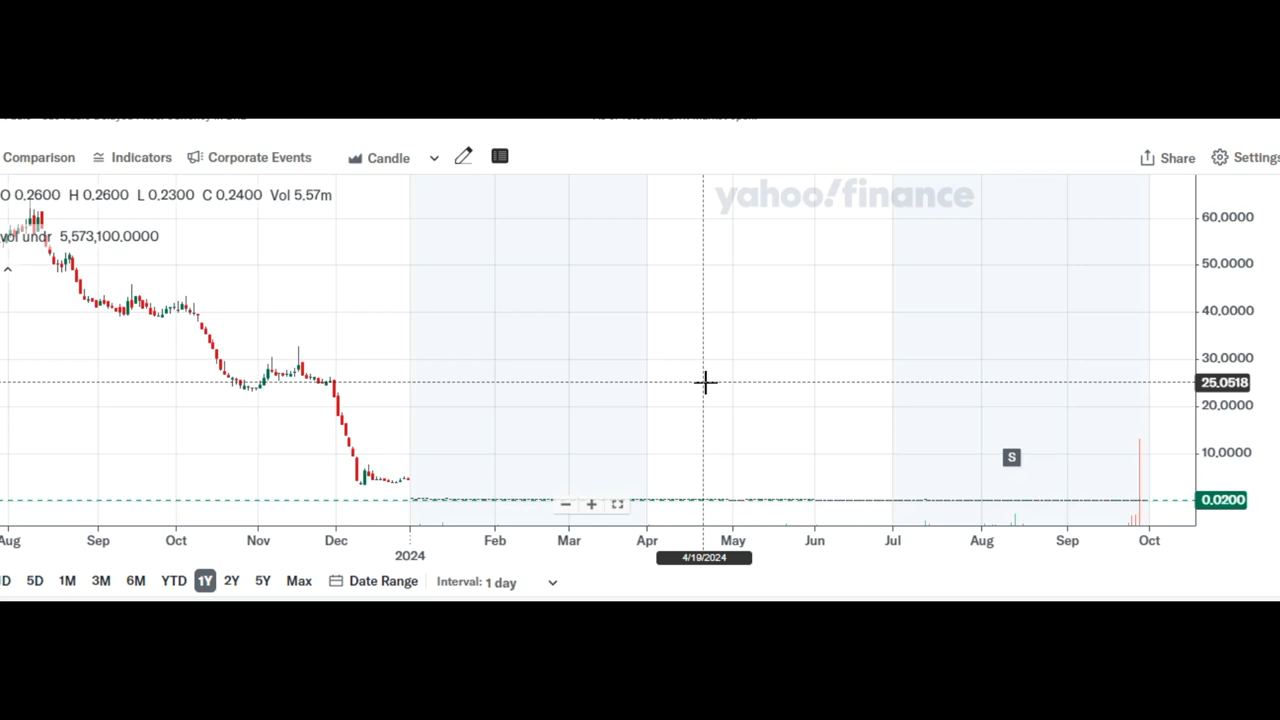 Comparison Indicators Corporate Events Candle Share Settings
yahoo!finance
O 0.2600 H 0.2600 L 0.2300 C 0.2400 Vol 5.57m
60,0000
vol undr 5,573,100.0000
50,0000
40,0000
30,0000
25.0518
20,0000
10,0000
S
0.0200
Aug Sep Oct Nov Dec Feb Mar Apr May Jun Jul Aug Sep Oct
2024
4/19/2024
5D 1M 3M 6M YTD 1Y 2Y 5Y Max Date Range Interval: 1 day